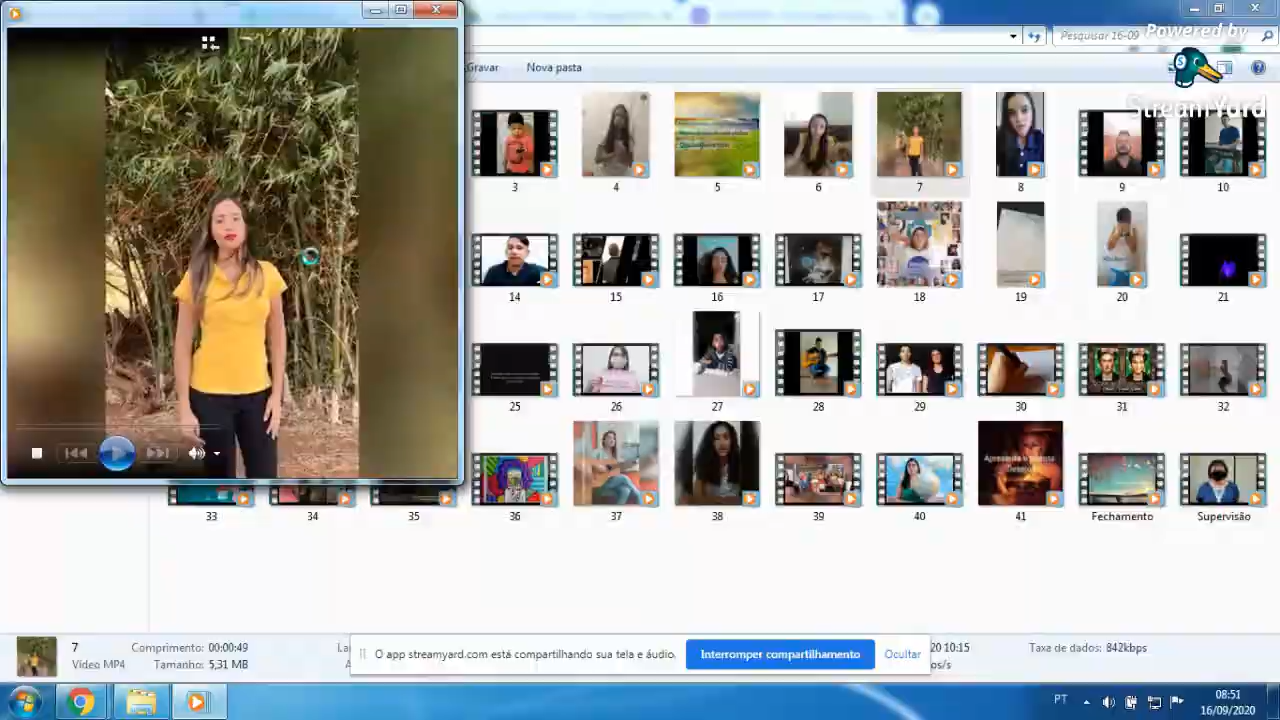 Pesquisar 16-09
Powered by
StreamYard
Gravar
Nova pasta
3
4
5
6
7
8
9
10
14
15
16
17
18
19
20
21
25
26
27
28
29
30
31
32
33
34
35
36
37
38
39
40
41
Fechamento
Supervisão
7
Comprimento: 00:00:49
Vídeo MP4
Tamanho: 5,31 MB
O app streamyard.com está compartilhando sua tela e áudio.
Interromper compartilhamento
Ocultar
20 10:15
Taxa de dados: 842kbps
PT
08:51
16/09/2020